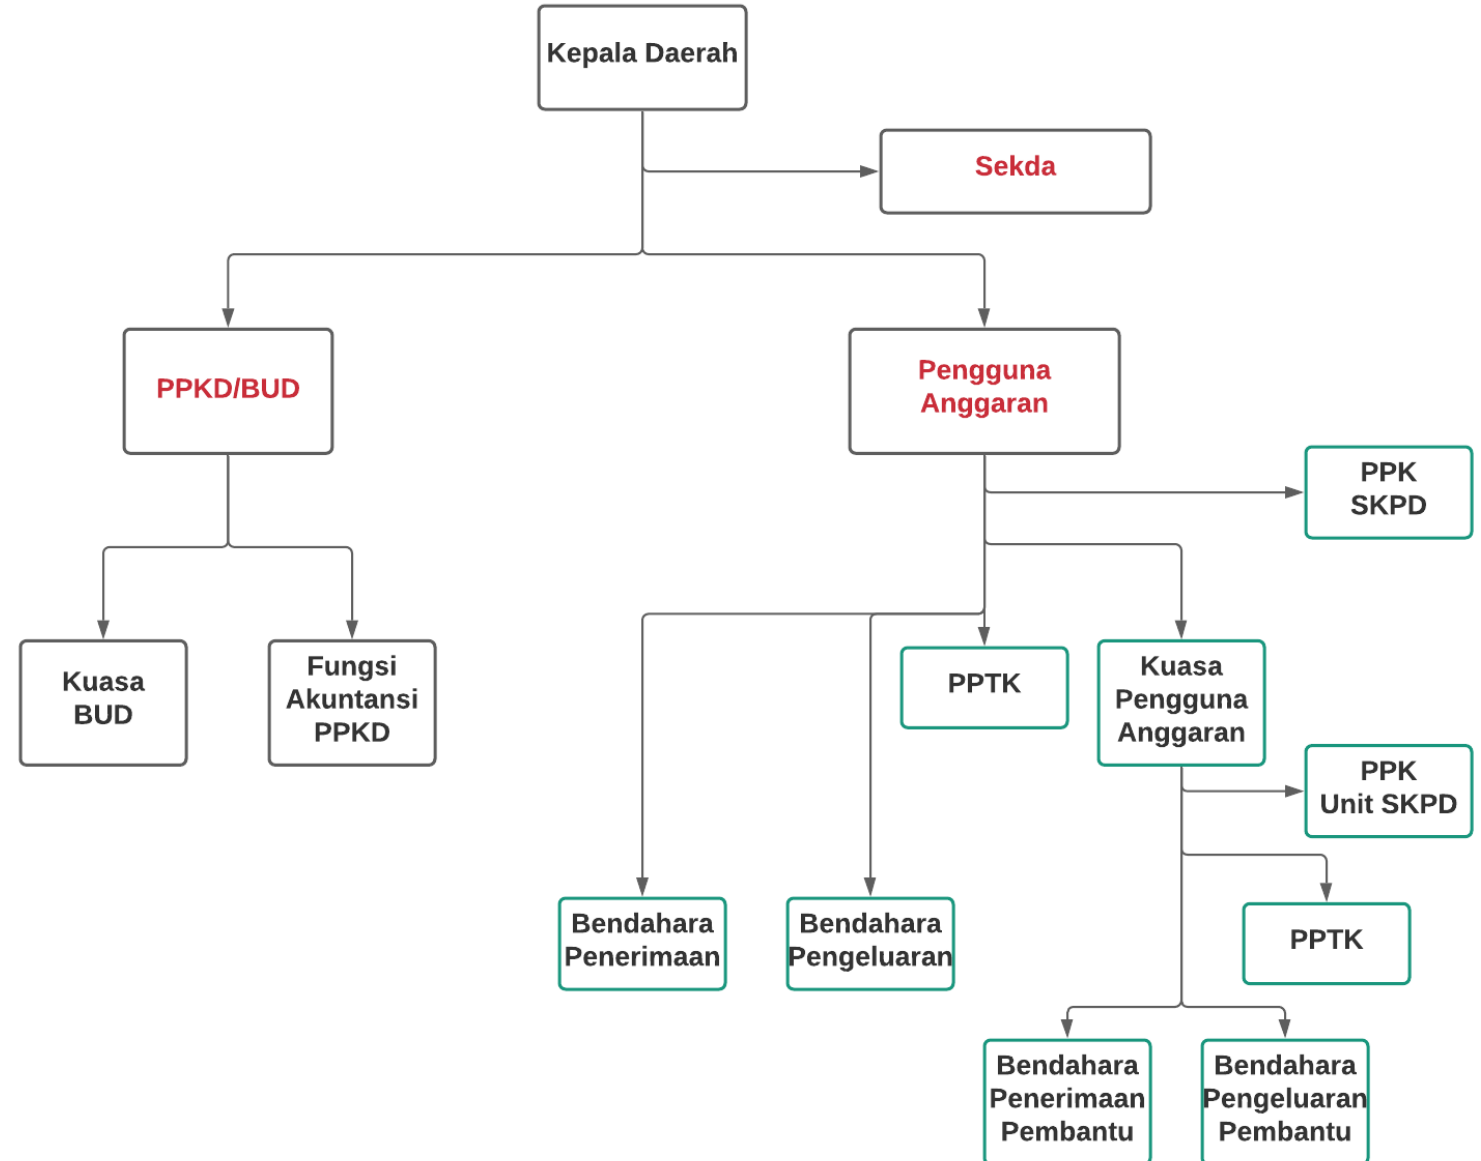 Kepala Daerah
Sekda
PPKD/BUD
Pengguna
Anggaran
PPK
SKPD
Kuasa
BUD
Fungsi
Akuntansi
PPKD
PPTK
Kuasa
Pengguna
Anggaran
PPK
Unit SKPD
Bendahara
Penerimaan
Bendahara
Pengeluaran
PPTK
Bendahara
Penerimaan
Pembantu
Bendahara
Pengeluaran
Pembantu